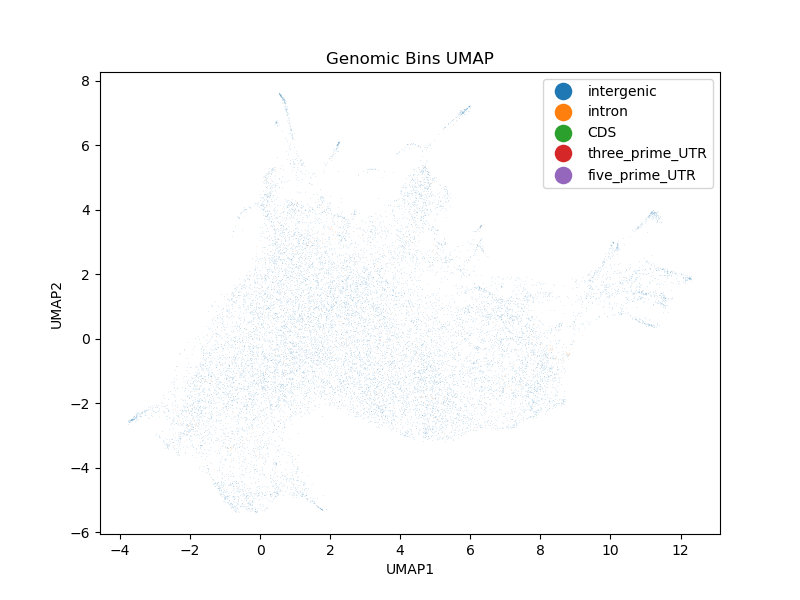 Genomic Bins UMAP
intergenic
intron
CDS
three_prime_UTR
five_prime_UTR
8
6
4
2
0
−2
−4
−6
UMAP2
−4
−2
0
2
4
6
8
10
12
UMAP1